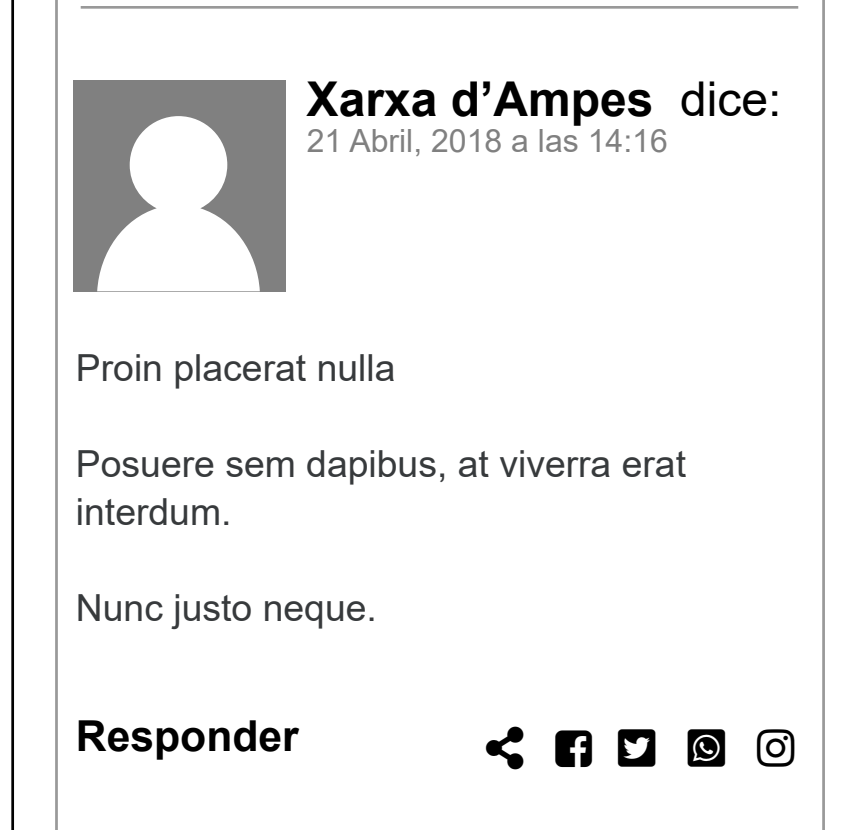 Xarxa d’Ampes dice:
21 Abril, 2018 a las 14:16
Proin placerat nulla
Posuere sem dapibus, at viverra erat
interdum.
Nunc justo neque.
Responder